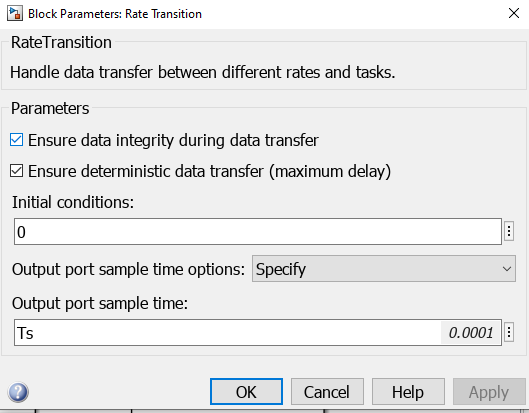 Block Parameters: Rate Transition
RateTransition
Handle data transfer between different rates and tasks.
Parameters
Ensure data integrity during data transfer
Ensure deterministic data transfer (maximum delay)
Initial conditions:
0
Output port sample time options: Specify
Output port sample time:
Ts 0.0001
? OK Cancel Help Apply